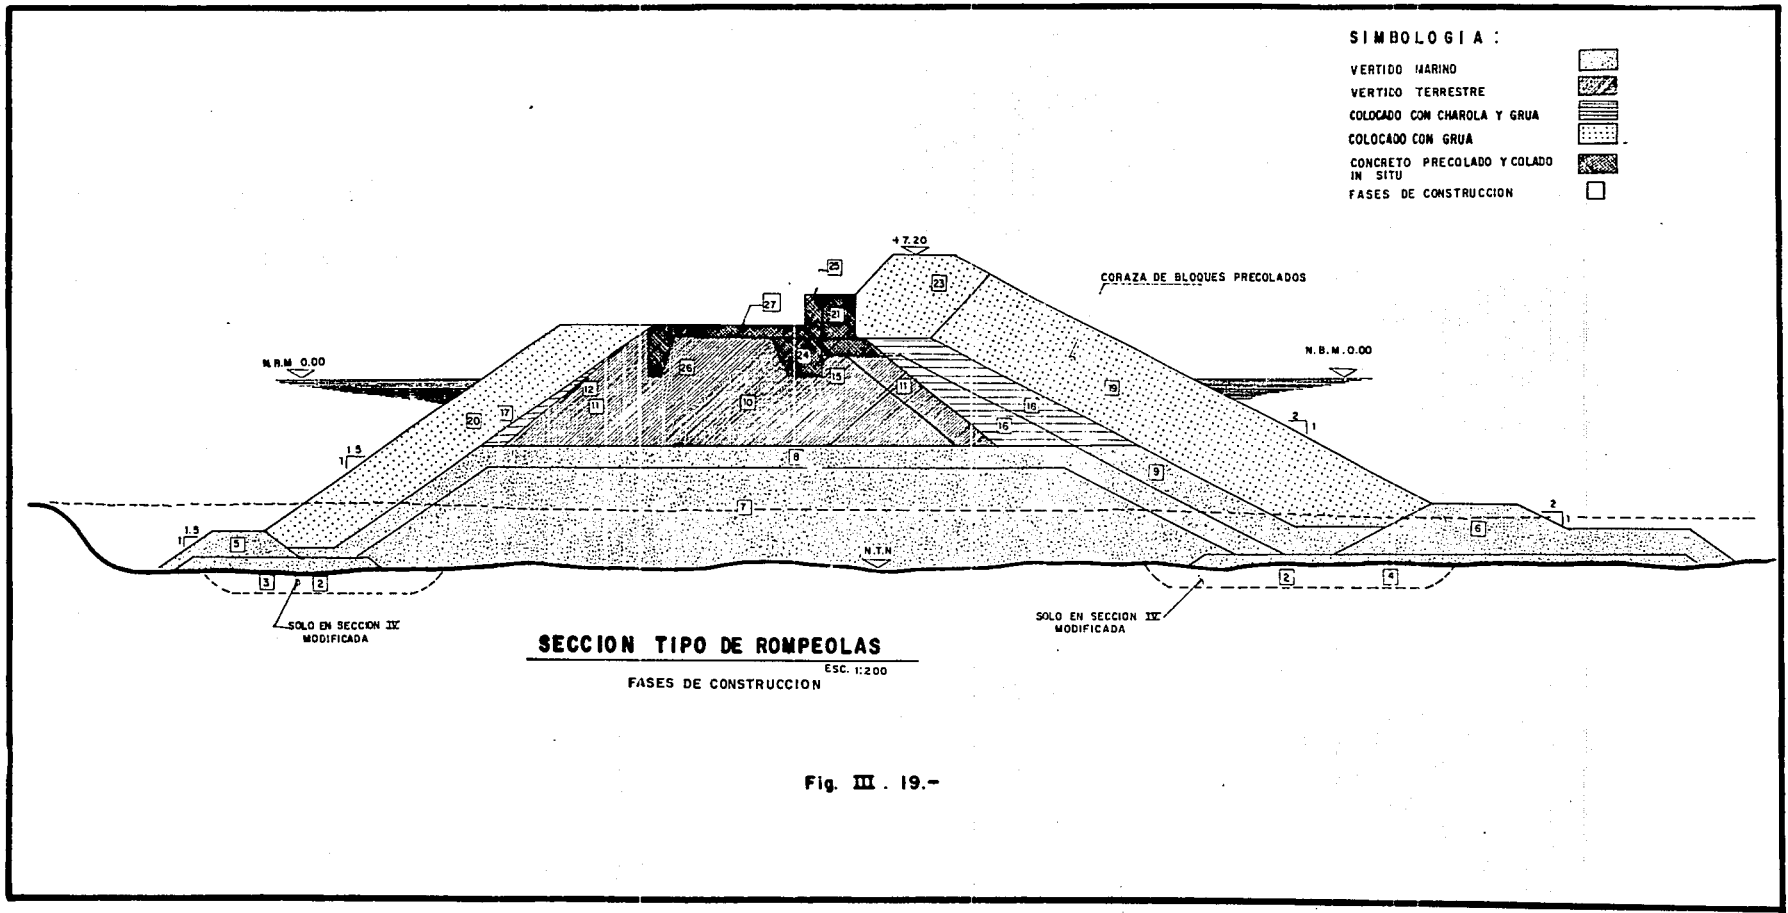 SIMBOLOGIA :
VERTIDO MARINO
VERTIDO TERRESTRE
COLOCADO CON CHAROLA Y GRUA
COLOCADO CON GRUA
CONCRETO PRECOLADO Y COLADO
IN SITU
FASES DE CONSTRUCCION
+7.20
25
23
CORAZA DE BLOQUES PRECOLADOS
27
21
N.B.M. 0.00
N.B.M. 0.00
24
26
15
12
11
11
19
10
17
16
20
16
2
1
1.5
1
8
9
7
2
1
6
1.5
1
5
N.T.N
3
2
2
4
SOLO EN SECCION IV
MODIFICADA
SOLO EN SECCION IV
MODIFICADA
SECCION TIPO DE ROMPEOLAS
ESC. 1:200
FASES DE CONSTRUCCION
Fig. III . 19.-